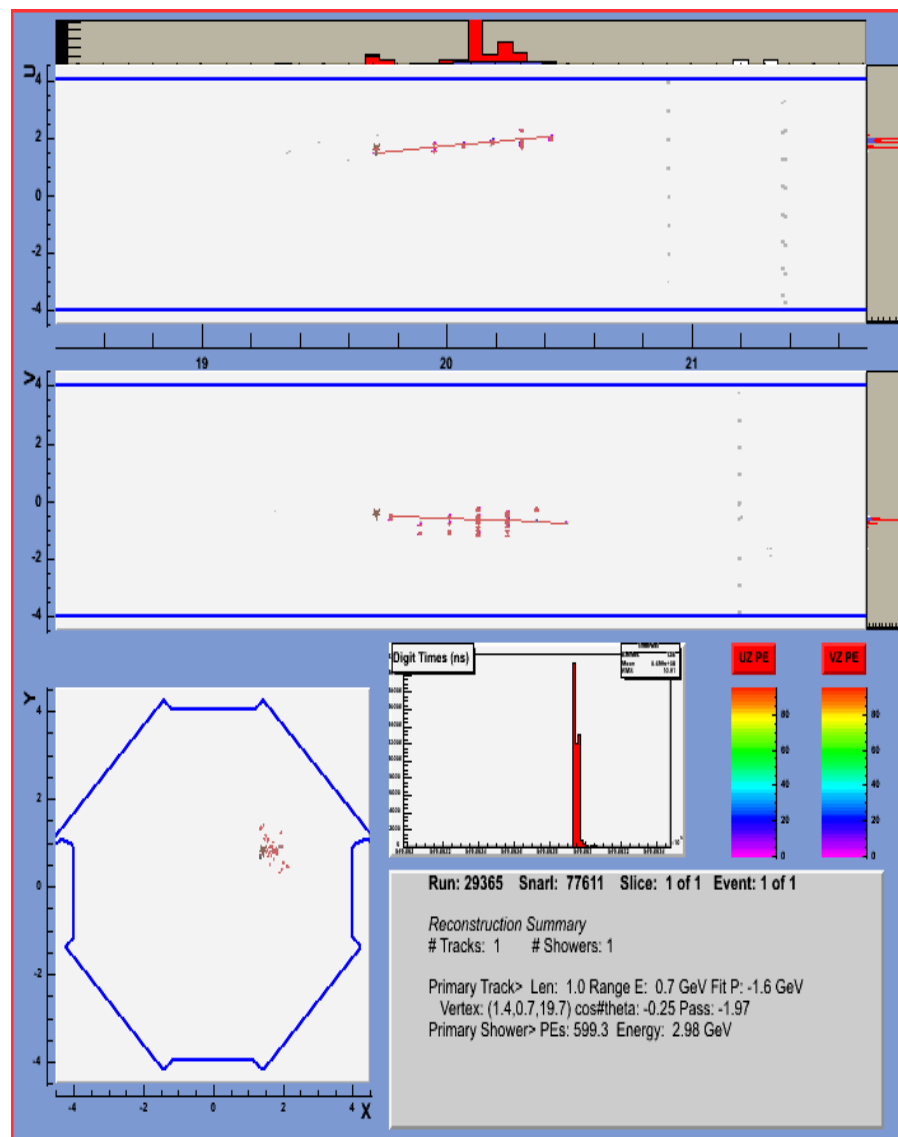 U
4
2
0
-2
-4
19 20 21
V
4
2
0
-2
-4
Digit Times (ns)
UZ PE VZ PE
80 80
60 60
40 40
20 20
0 0
Y
4
2
0
-2
-4
-4 -2 0 2 4 X
Run: 29365 Snarl: 77611 Slice: 1 of 1 Event: 1 of 1
Reconstruction Summary
# Tracks: 1 # Showers: 1
Primary Track> Len: 1.0 Range E: 0.7 GeV Fit P: -1.6 GeV
Vertex: (1.4,0.7,19.7) cos#theta: -0.25 Pass: -1.97
Primary Shower> PEs: 599.3 Energy: 2.98 GeV